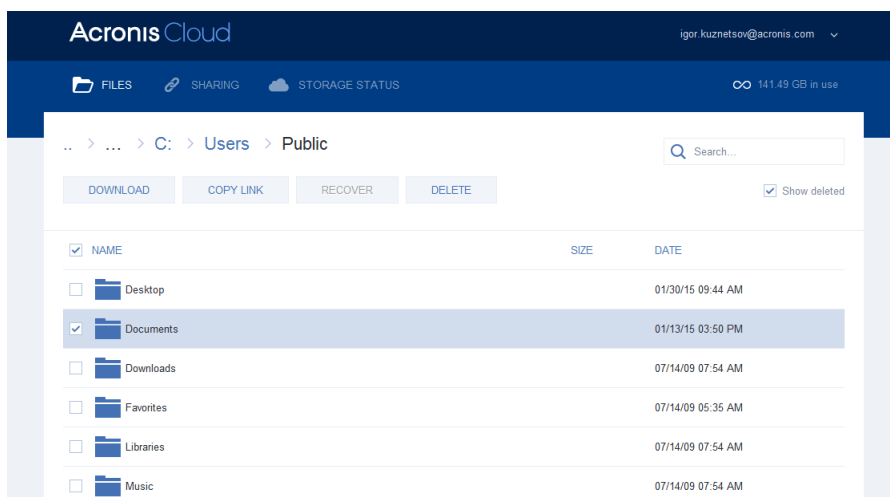 Acronis Cloud
igor.kuznetsov@acronis.com
FILES SHARING STORAGE STATUS 141.49 GB in use
.. > ... > C: > Users > Public
Search...
DOWNLOAD COPY LINK RECOVER DELETE
Show deleted
NAME SIZE DATE
Desktop 01/30/15 09:44 AM
Documents 01/13/15 03:50 PM
Downloads 07/14/09 07:54 AM
Favorites 07/14/09 05:35 AM
Libraries 07/14/09 07:54 AM
Music 07/14/09 07:54 AM